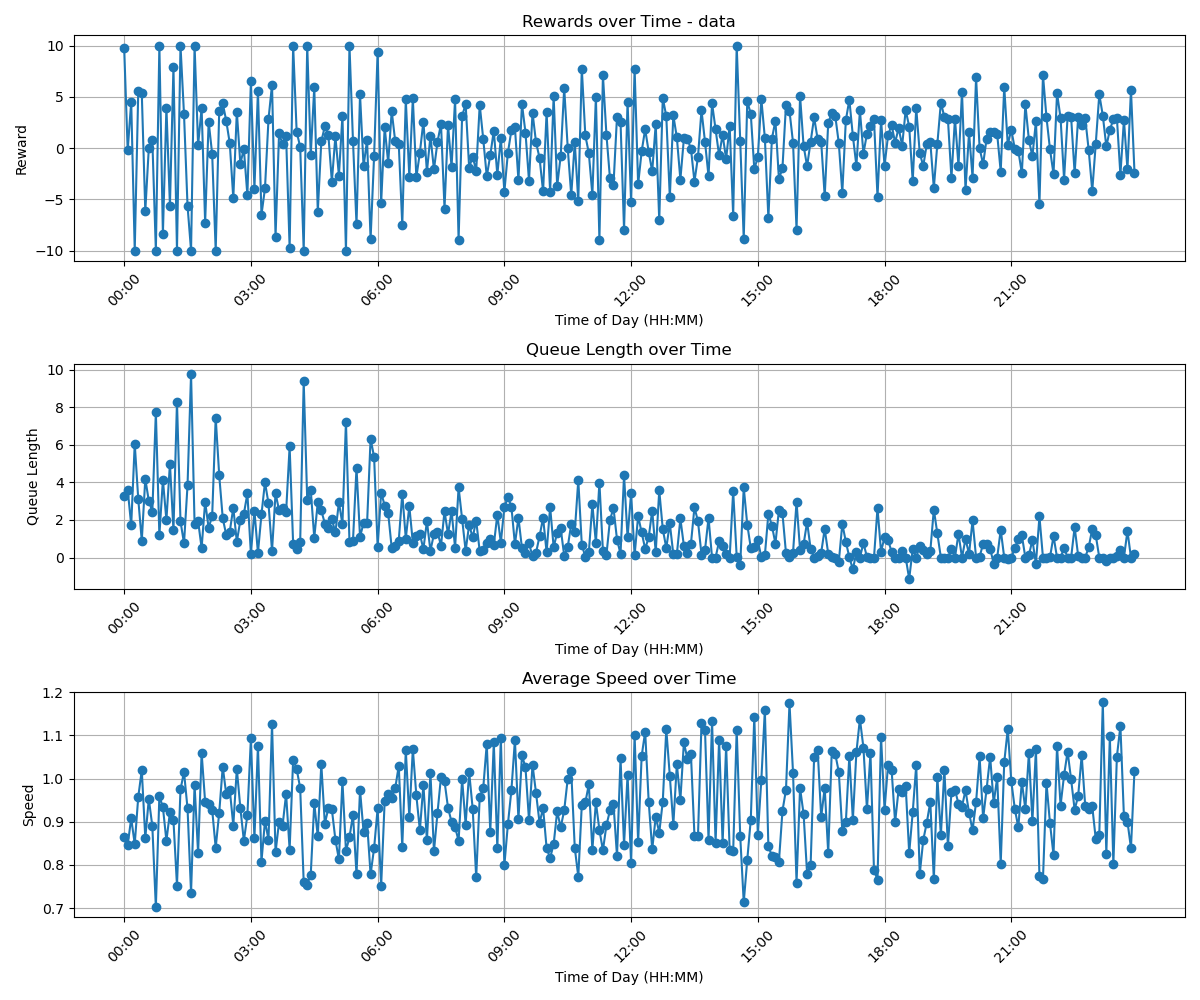 Rewards over Time - data
10
5
0
−5
−10
Reward
00:00 03:00 06:00 09:00 12:00 15:00 18:00 21:00
Time of Day (HH:MM)
Queue Length over Time
10
8
6
4
2
0
Queue Length
00:00 03:00 06:00 09:00 12:00 15:00 18:00 21:00
Time of Day (HH:MM)
Average Speed over Time
1.2
1.1
1.0
0.9
0.8
0.7
Speed
00:00 03:00 06:00 09:00 12:00 15:00 18:00 21:00
Time of Day (HH:MM)